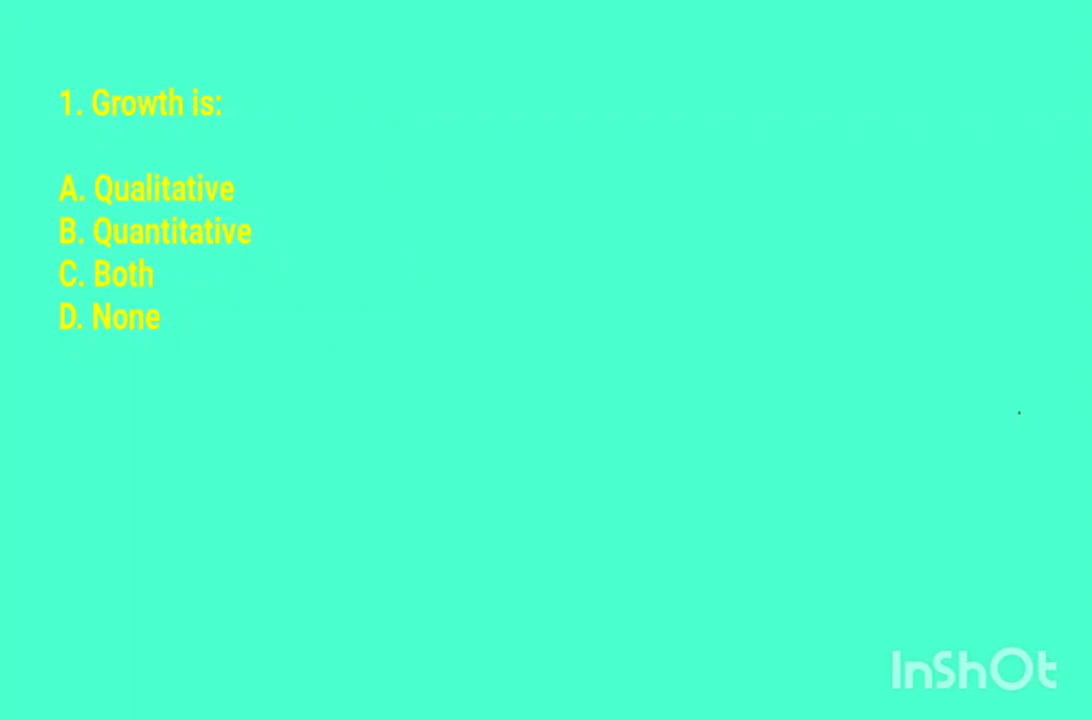 1. Growth is:
A. Qualitative
B. Quantitative
C. Both
D. None
InShOt